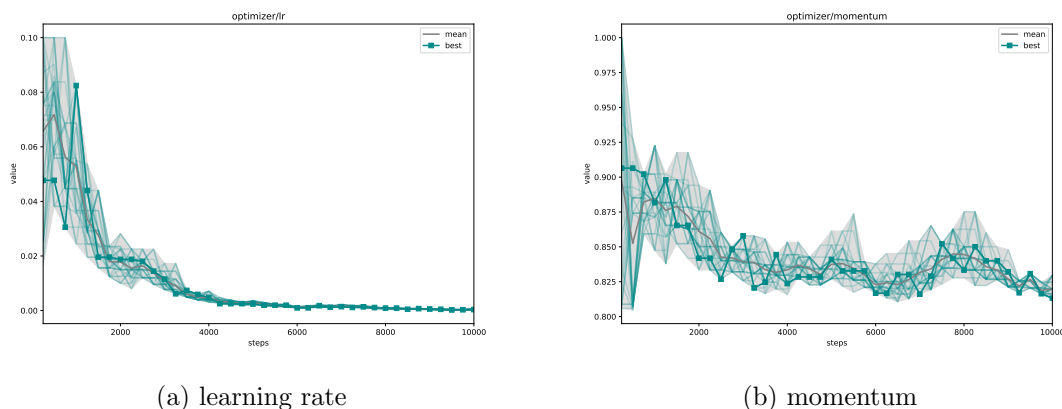 optimizer/lr
mean
best
0.10
0.08
0.06
0.04
0.02
0.00
value
2000 4000 6000 8000 10000
steps
(a) learning rate
optimizer/momentum
mean
best
1.000
0.975
0.950
0.925
0.900
0.875
0.850
0.825
0.800
value
2000 4000 6000 8000 10000
steps
(b) momentum